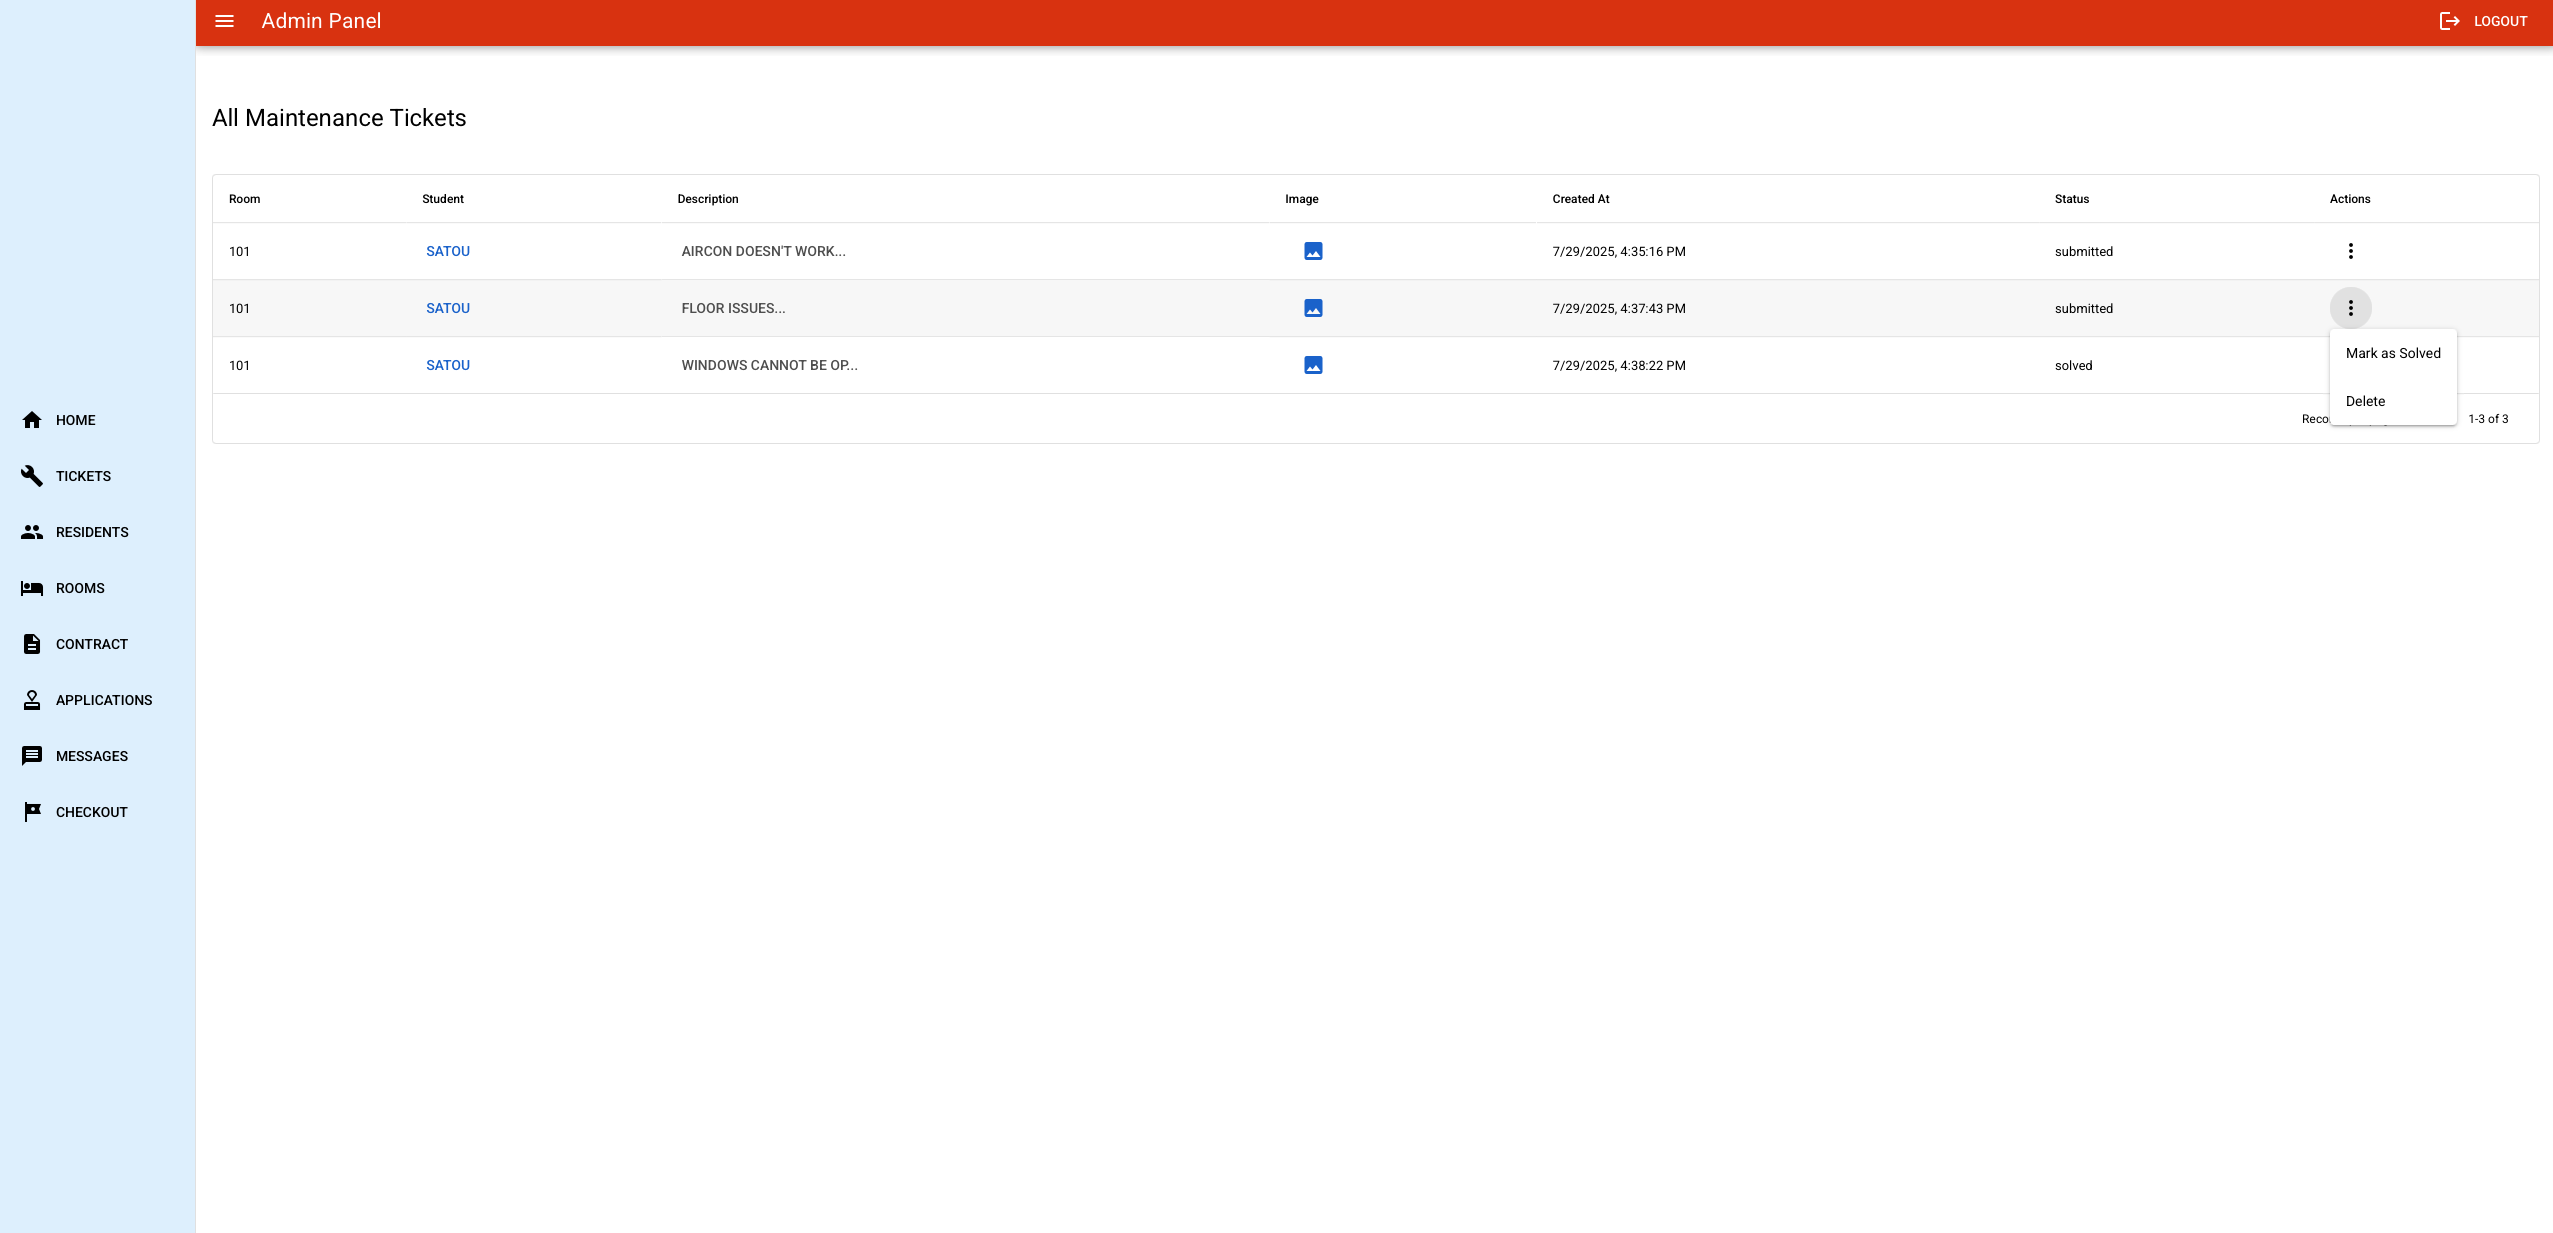 Admin Panel
LOGOUT
All Maintenance Tickets
Room Student Description Image Created At Status Actions
101 SATOU AIRCON DOESN'T WORK... 7/29/2025, 4:35:16 PM submitted
101 SATOU FLOOR ISSUES... 7/29/2025, 4:37:43 PM submitted
101 SATOU WINDOWS CANNOT BE OP... 7/29/2025, 4:38:22 PM solved
Mark as Solved
Delete
1-3 of 3
HOME
TICKETS
RESIDENTS
ROOMS
CONTRACT
APPLICATIONS
MESSAGES
CHECKOUT